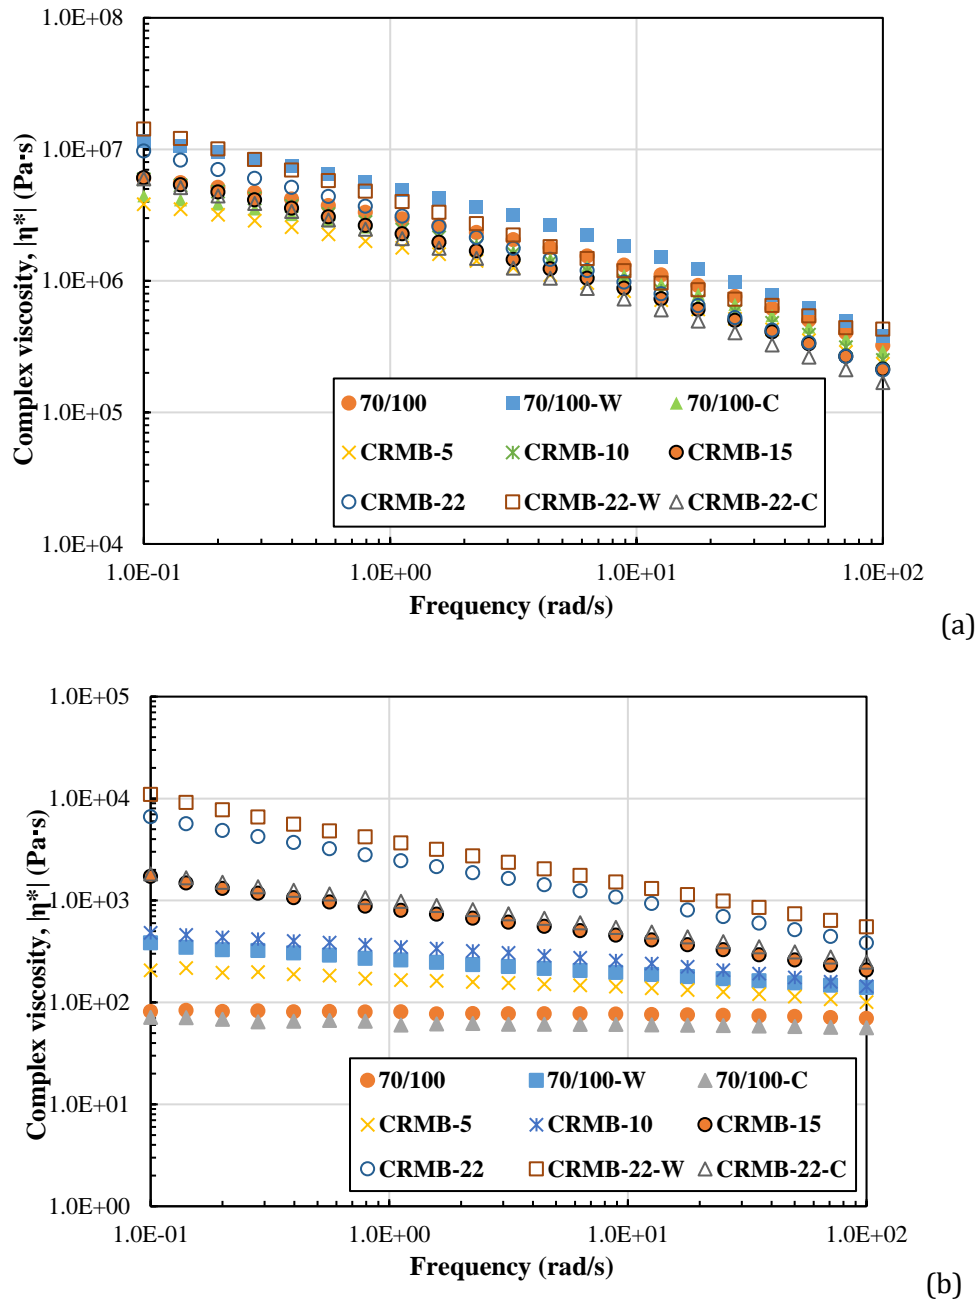 1.0E+08
1.0E+07
1.0E+06
1.0E+05
1.0E+04
Complex viscosity, |η*| (Pa·s)
70/100 70/100-W 70/100-C
CRMB-5 CRMB-10 CRMB-15
CRMB-22 CRMB-22-W CRMB-22-C
1.0E-01 1.0E+00 1.0E+01 1.0E+02
Frequency (rad/s)
(a)
1.0E+05
1.0E+04
1.0E+03
1.0E+02
1.0E+01
1.0E+00
Complex viscosity, |η*| (Pa·s)
70/100 70/100-W 70/100-C
CRMB-5 CRMB-10 CRMB-15
CRMB-22 CRMB-22-W CRMB-22-C
1.0E-01 1.0E+00 1.0E+01 1.0E+02
Frequency (rad/s)
(b)